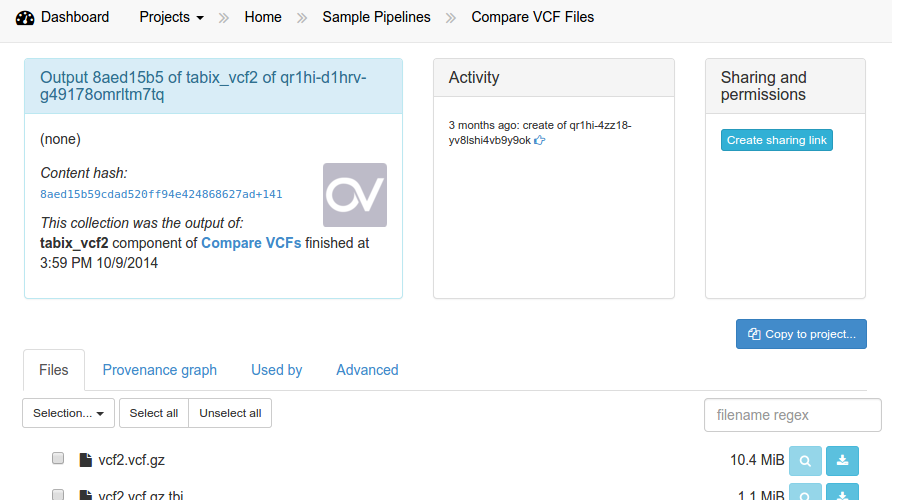 Dashboard Projects Home Sample Pipelines Compare VCF Files
Output 8aed15b5 of tabix_vcf2 of qr1hi-d1hrv-
g49178omrltm7tq
(none)
Content hash:
8aed15b59cdad520ff94e424868627ad+141
This collection was the output of:
tabix_vcf2 component of Compare VCFs finished at
3:59 PM 10/9/2014
Activity
3 months ago: create of qr1hi-4zz18-
yv8lshi4vb9y9ok
Sharing and
permissions
Create sharing link
Copy to project...
Files Provenance graph Used by Advanced
Selection... Select all Unselect all filename regex
vcf2.vcf.gz 10.4 MiB
vcf2.vcf.gz.tbi 1.1 MiB